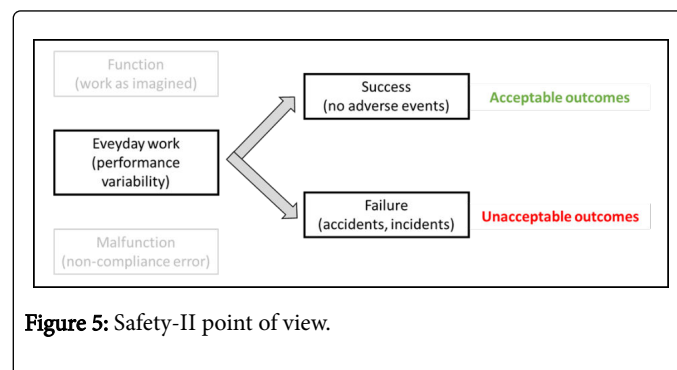 Function
(work as imagined)
Success
(no adverse events)
Acceptable outcomes
Eveyday work
(performance
variability)
Failure
(accidents, incidents)
Unacceptable outcomes
Malfunction
(non-compliance error)
Figure 5: Safety-II point of view.